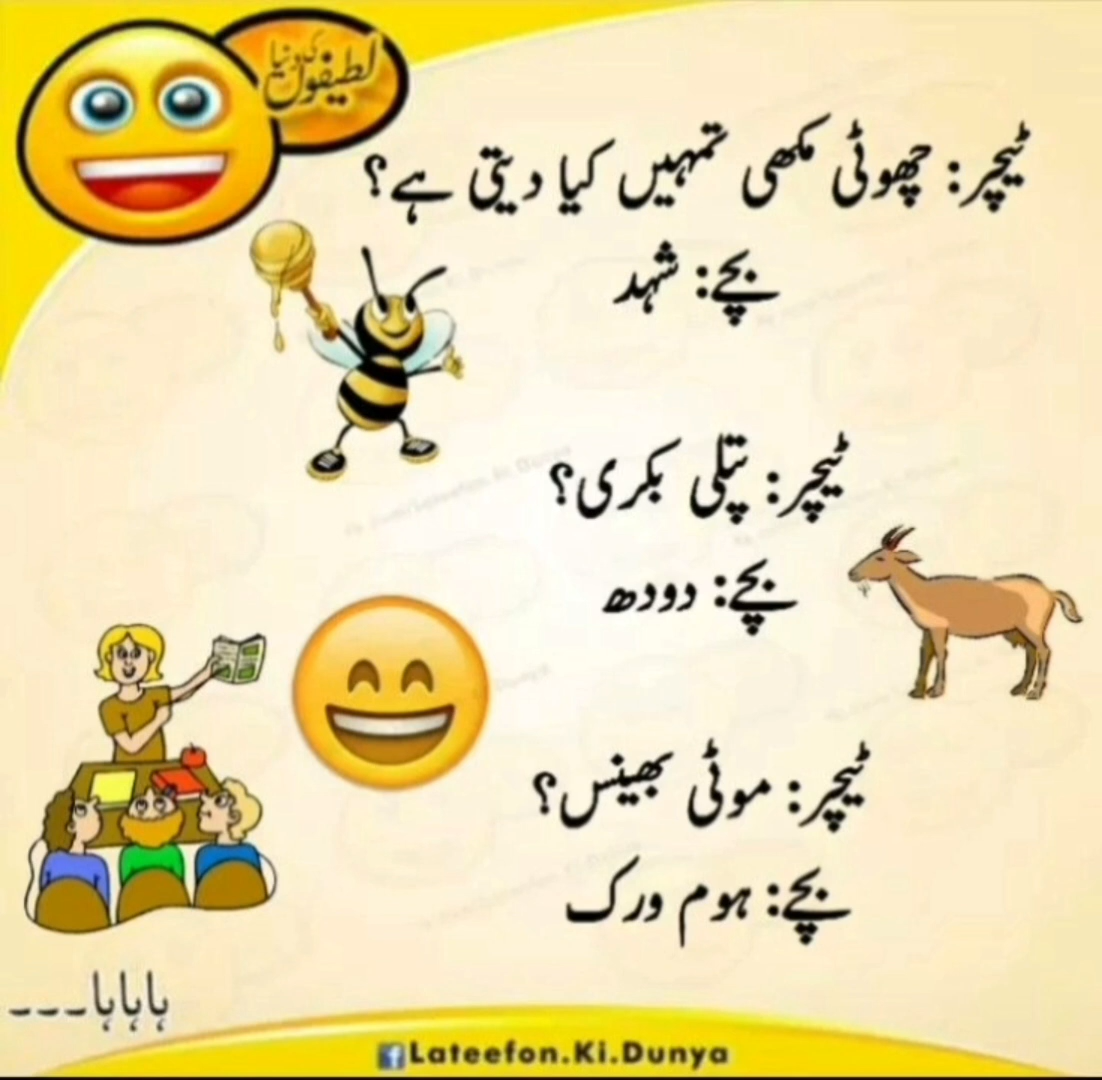 لطیفوں کی دنیا
ٹیچر: چھوٹی مکھی تمہیں کیا دیتی ہے؟
بچے: شہد
ٹیچر: پتلی بکری؟
بچے: دودھ
ٹیچر: موٹی بھینس؟
بچے: ہوم ورک
ہاہاہا۔۔۔
Lateefon.Ki.Dunya